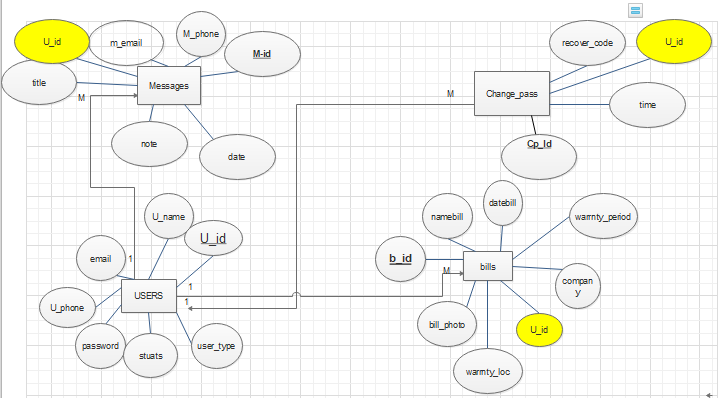 U_id
m_email
M_phone
M-id
title
Messages
M
note
date
recover_code
U_id
Change_pass
M
time
Cp_Id
U_name
U_id
email
1
USERS
1
1
U_phone
password
stuats
user_type
namebill
datebill
warrnty_period
b_id
bills
M
compan
y
bill_photo
U_id
warrnty_loc